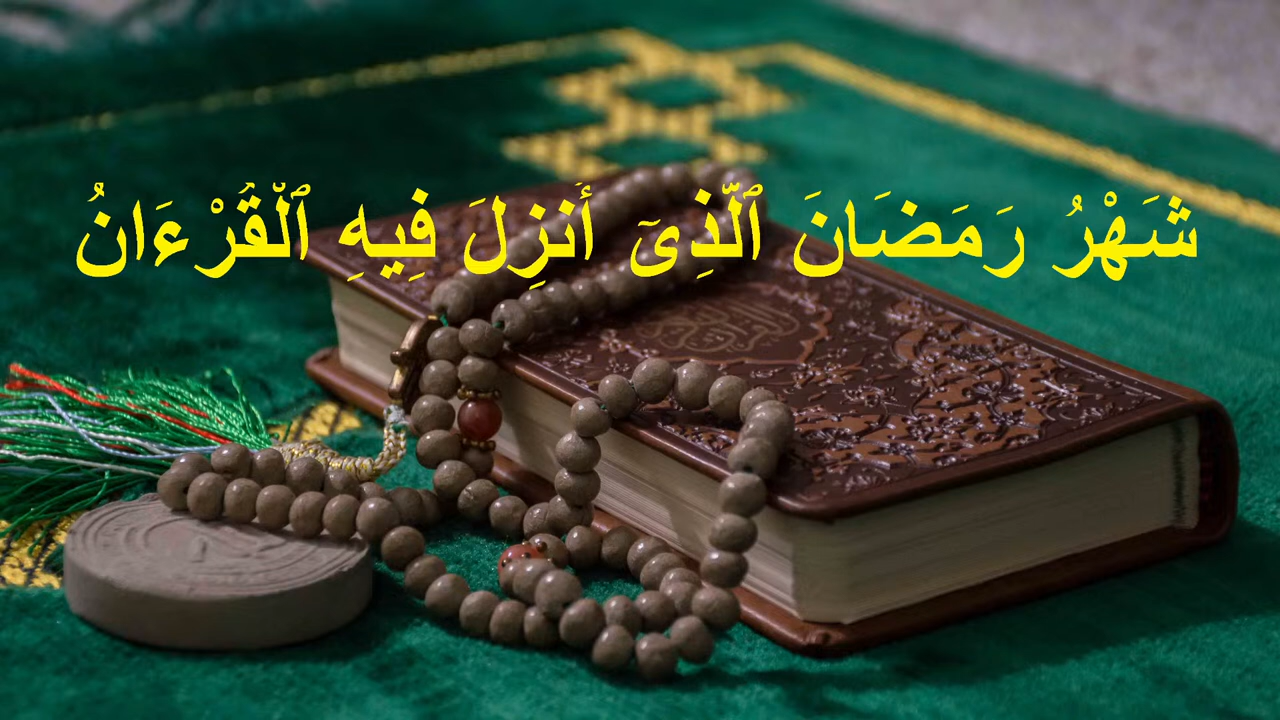 شَهْرُ رَمَضَانَ ٱلَّذِىٓ أُنزِلَ فِيهِ ٱلْقُرْءَانُ